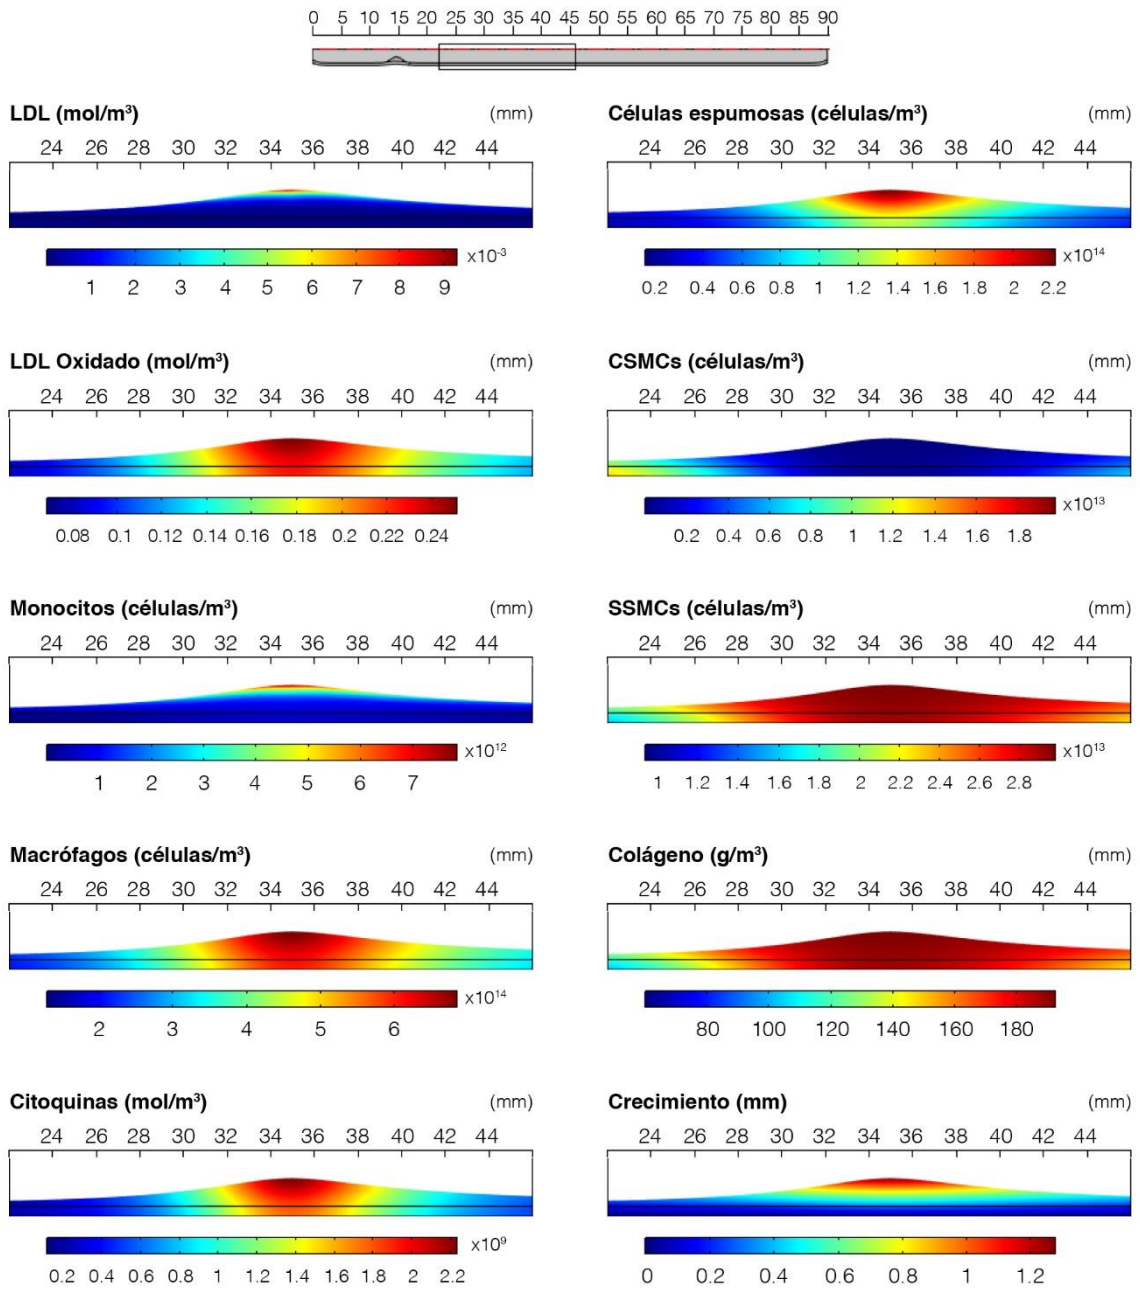 0 5 10 15 20 25 30 35 40 45 50 55 60 65 70 75 80 85 90
LDL (mol/m³) (mm)
24 26 28 30 32 34 36 38 40 42 44
x10⁻³
1 2 3 4 5 6 7 8 9
Células espumosas (células/m³) (mm)
24 26 28 30 32 34 36 38 40 42 44
x10¹⁴
0.2 0.4 0.6 0.8 1 1.2 1.4 1.6 1.8 2 2.2
LDL Oxidado (mol/m³) (mm)
24 26 28 30 32 34 36 38 40 42 44
0.08 0.1 0.12 0.14 0.16 0.18 0.2 0.22 0.24
CSMCs (células/m³) (mm)
24 26 28 30 32 34 36 38 40 42 44
x10¹³
0.2 0.4 0.6 0.8 1 1.2 1.4 1.6 1.8
Monocitos (células/m³) (mm)
24 26 28 30 32 34 36 38 40 42 44
x10¹²
1 2 3 4 5 6 7
SSMCs (células/m³) (mm)
24 26 28 30 32 34 36 38 40 42 44
x10¹³
1 1.2 1.4 1.6 1.8 2 2.2 2.4 2.6 2.8
Macrófagos (células/m³) (mm)
24 26 28 30 32 34 36 38 40 42 44
x10¹⁴
2 3 4 5 6
Colágeno (g/m³) (mm)
24 26 28 30 32 34 36 38 40 42 44
80 100 120 140 160 180
Citoquinas (mol/m³) (mm)
24 26 28 30 32 34 36 38 40 42 44
x10⁹
0.2 0.4 0.6 0.8 1 1.2 1.4 1.6 1.8 2 2.2
Crecimiento (mm) (mm)
24 26 28 30 32 34 36 38 40 42 44
0 0.2 0.4 0.6 0.8 1 1.2